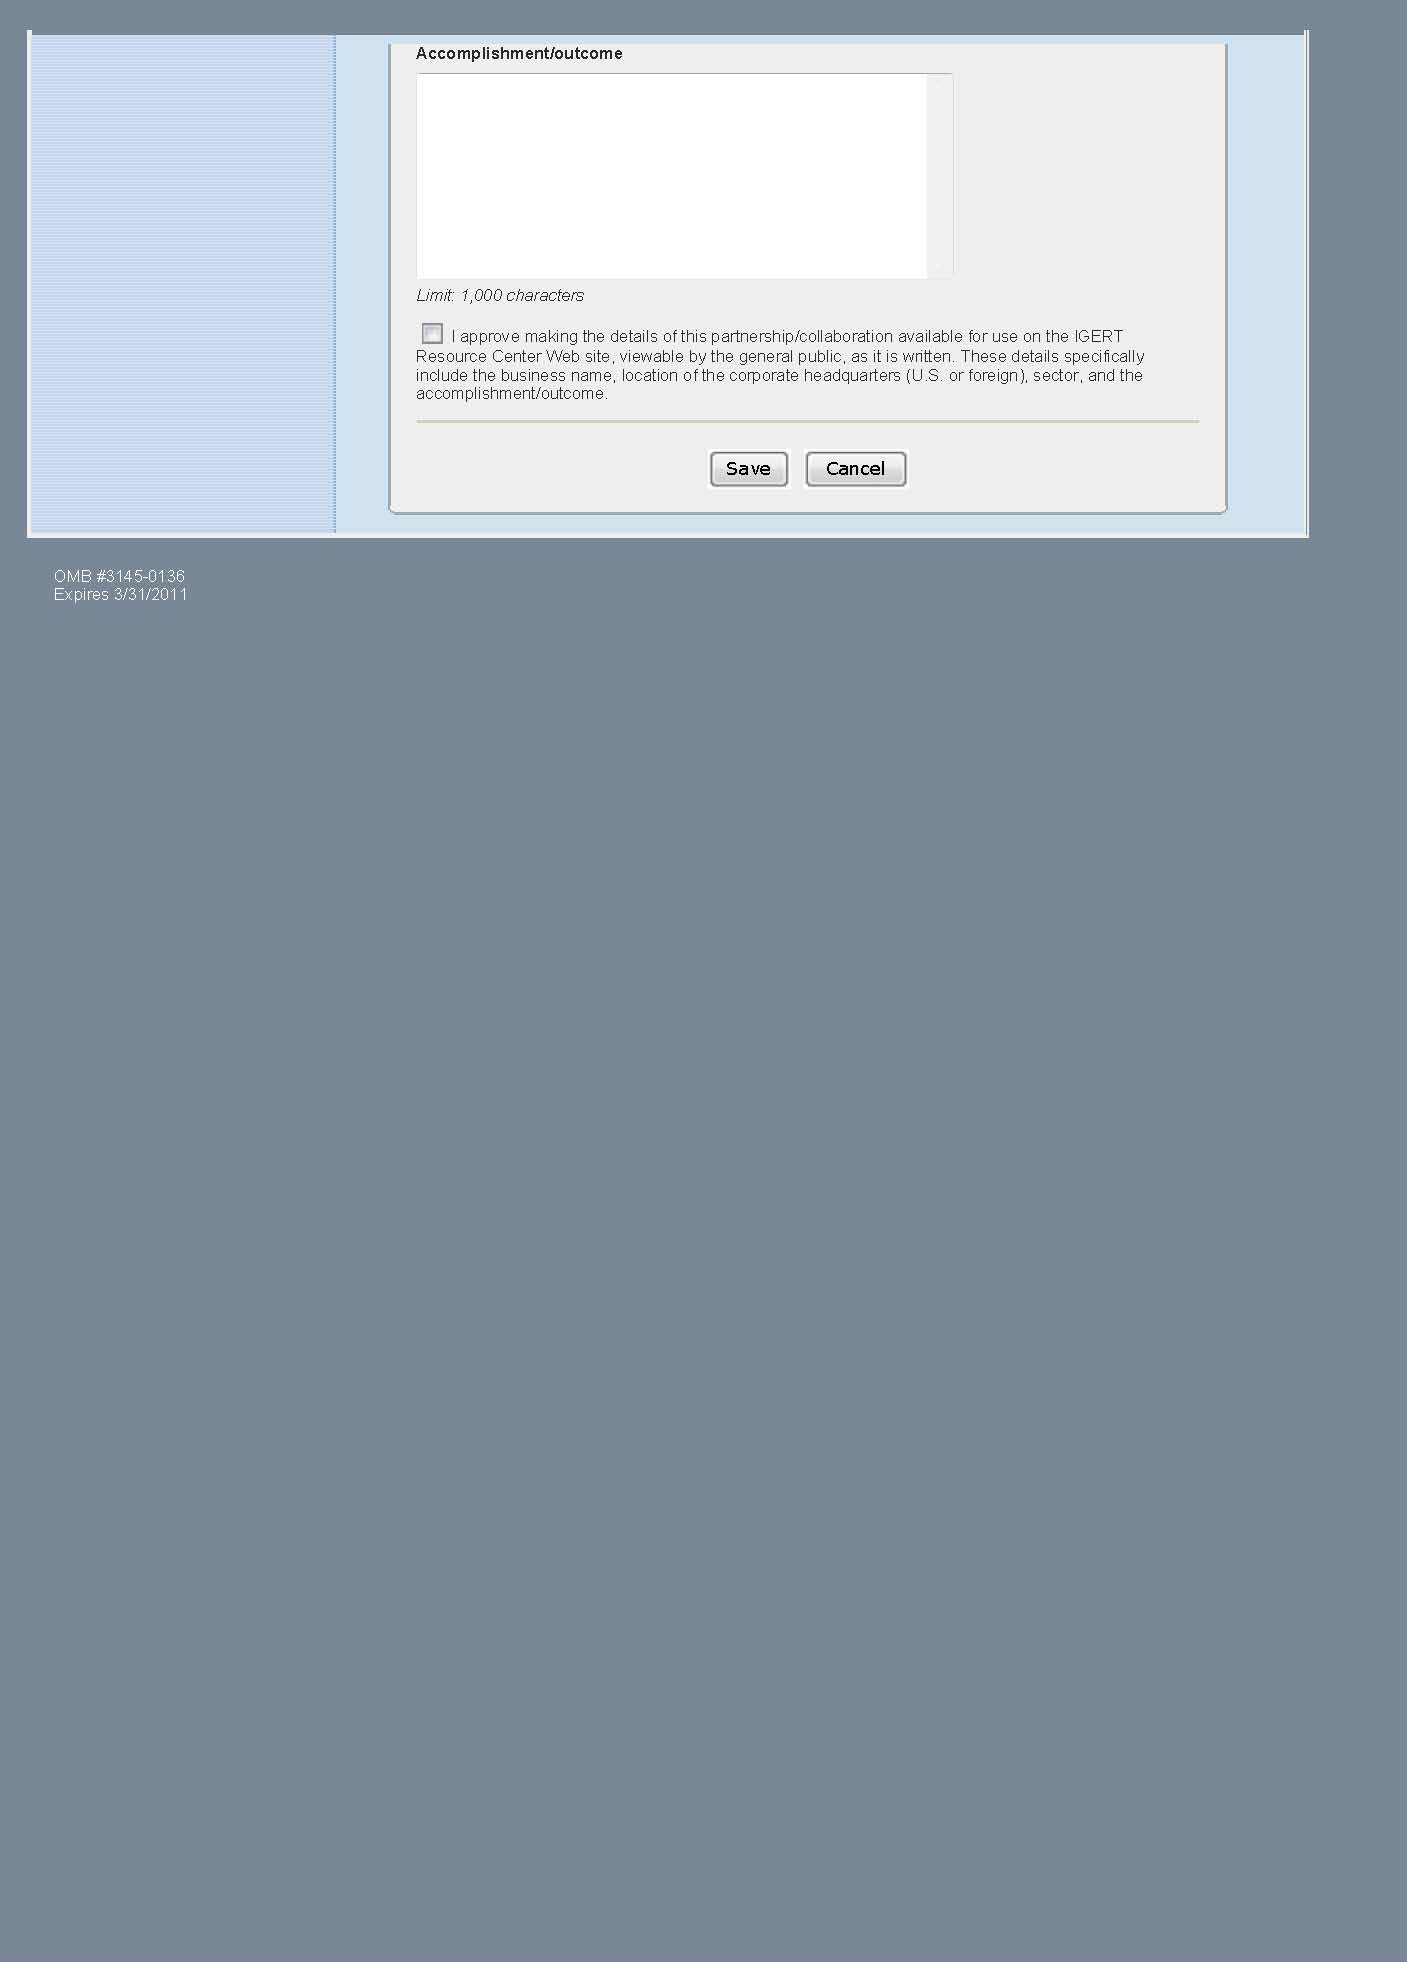 Accomplishment/outcome
Limit: 1,000 characters
I approve making the details of this partnership/collaboration available for use on the IGERT
Resource Center Web site, viewable by the general public, as it is written. These details specifically
include the business name, location of the corporate headquarters (U.S. or foreign), sector, and the
accomplishment/outcome.
Save Cancel
OMB #3145-0136
Expires 3/31/2011